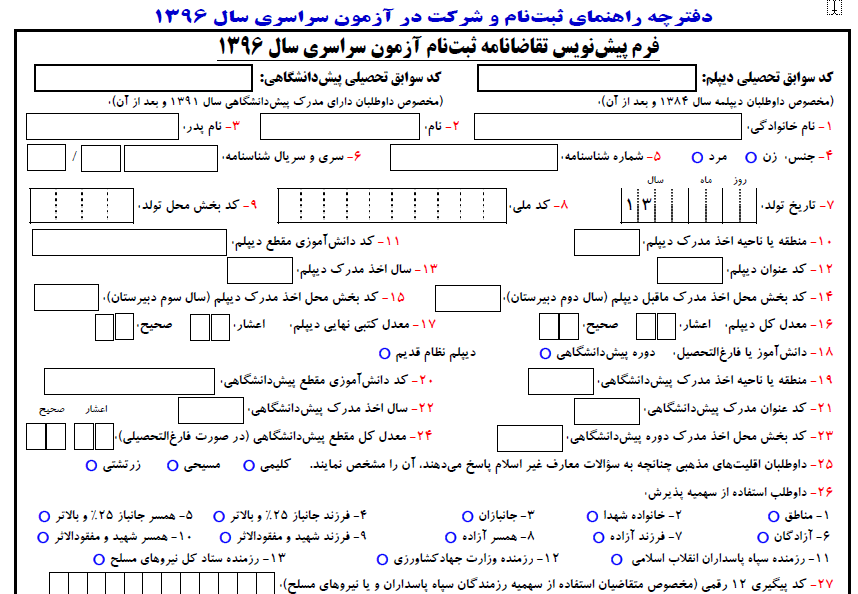 دفترچه راهنمای ثبت‌نام و شرکت در آزمون سراسری سال ۱۳۹۶
فرم پیش‌نویس تقاضانامه ثبت‌نام آزمون سراسری سال ۱۳۹۶
کد سوابق تحصیلی دیپلم: کد سوابق تحصیلی پیش‌دانشگاهی:
(مخصوص داوطلبان دیپلمه سال ۱۳۸۴ و بعد از آن): (مخصوص داوطلبان دارای مدرک پیش‌دانشگاهی سال ۱۳۹۱ و بعد از آن):
۱- نام خانوادگی: ۲- نام: ۳- نام پدر:
۴- جنس: زن مرد ۵- شماره شناسنامه: ۶- سری و سریال شناسنامه: /
روز ماه سال
۷- تاریخ تولد: ۱۳ ۸- کد ملی: ۹- کد بخش محل تولد:
۱۰- منطقه یا ناحیه اخذ مدرک دیپلم: ۱۱- کد دانش‌آموزی مقطع دیپلم:
۱۲- کد عنوان دیپلم: ۱۳- سال اخذ مدرک دیپلم:
۱۴- کد بخش محل اخذ مدرک ماقبل دیپلم (سال دوم دبیرستان): ۱۵- کد بخش محل اخذ مدرک دیپلم (سال سوم دبیرستان):
۱۶- معدل کل دیپلم: اعشار: صحیح: ۱۷- معدل کتبی نهایی دیپلم: اعشار: صحیح:
۱۸- دانش‌آموز یا فارغ‌التحصیل: دوره پیش‌دانشگاهی دیپلم نظام قدیم
۱۹- منطقه یا ناحیه اخذ مدرک پیش‌دانشگاهی: ۲۰- کد دانش‌آموزی مقطع پیش‌دانشگاهی:
۲۱- کد عنوان مدرک پیش‌دانشگاهی: ۲۲- سال اخذ مدرک پیش‌دانشگاهی: اعشار صحیح
۲۳- کد بخش محل اخذ مدرک دوره پیش‌دانشگاهی: ۲۴- معدل کل مقطع پیش‌دانشگاهی (در صورت فارغ‌التحصیلی):
۲۵- داوطلبان اقلیت‌های مذهبی چنانچه به سؤالات معارف غیر اسلام پاسخ می‌دهند، آن را مشخص نمایند. کلیمی مسیحی زرتشتی
۲۶- داوطلب استفاده از سهمیه پذیرش:
۱- مناطق ۲- خانواده شهدا ۳- جانبازان ۴- فرزند جانباز ۲۵٪ و بالاتر ۵- همسر جانباز ۲۵٪ و بالاتر
۶- آزادگان ۷- فرزند آزاده ۸- همسر آزاده ۹- فرزند شهید و مفقودالاثر ۱۰- همسر شهید و مفقودالاثر
۱۱- رزمنده سپاه پاسداران انقلاب اسلامی ۱۲- رزمنده وزارت جهادکشاورزی ۱۳- رزمنده ستاد کل نیروهای مسلح
۲۷- کد پیگیری ۱۲ رقمی (مخصوص متقاضیان استفاده از سهمیه رزمندگان سپاه پاسداران و یا نیروهای مسلح):